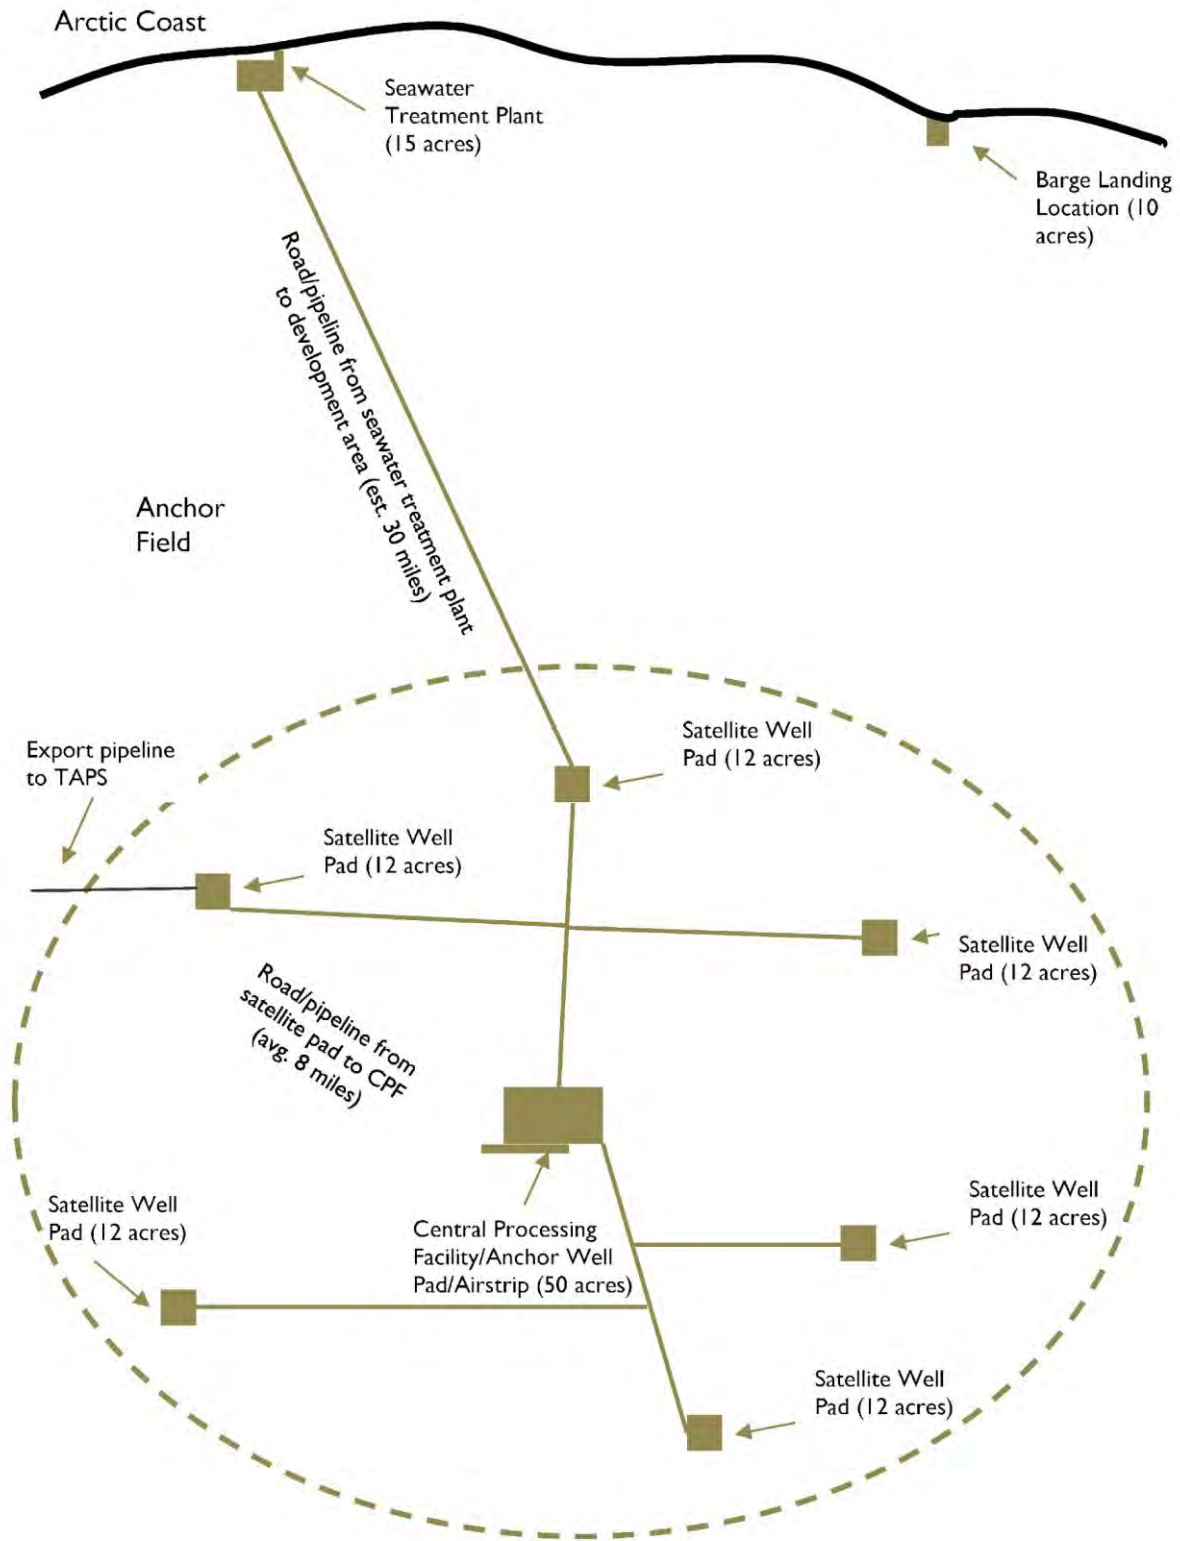 Arctic Coast
Seawater
Treatment Plant
(15 acres)
Barge Landing
Location (10
acres)
Road/pipeline from seawater treatment plant
to development area (est. 30 miles)
Anchor
Field
Satellite Well
Pad (12 acres)
Export pipeline
to TAPS
Satellite Well
Pad (12 acres)
Satellite Well
Pad (12 acres)
Road/pipeline from
satellite pad to CPF
(avg. 8 miles)
Satellite Well
Pad (12 acres)
Central Processing
Facility/Anchor Well
Pad/Airstrip (50 acres)
Satellite Well
Pad (12 acres)
Satellite Well
Pad (12 acres)